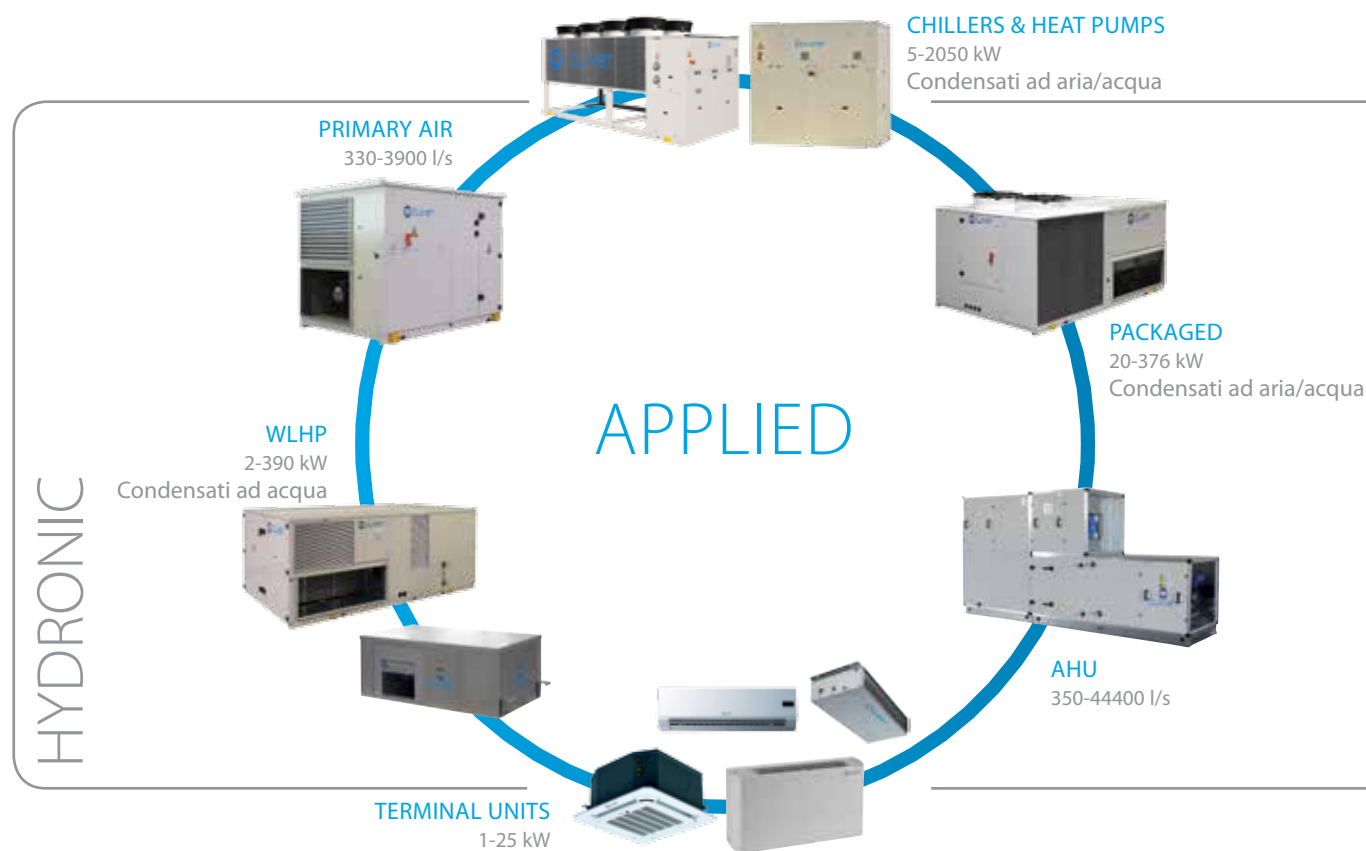 CHILLERS & HEAT PUMPS
5-2050 kW
Condensati ad aria/acqua
PRIMARY AIR
330-3900 l/s
PACKAGED
20-376 kW
Condensati ad aria/acqua
APPLIED
WLHP
2-390 kW
Condensati ad acqua
HYDRONIC
AHU
350-44400 l/s
TERMINAL UNITS
1-25 kW